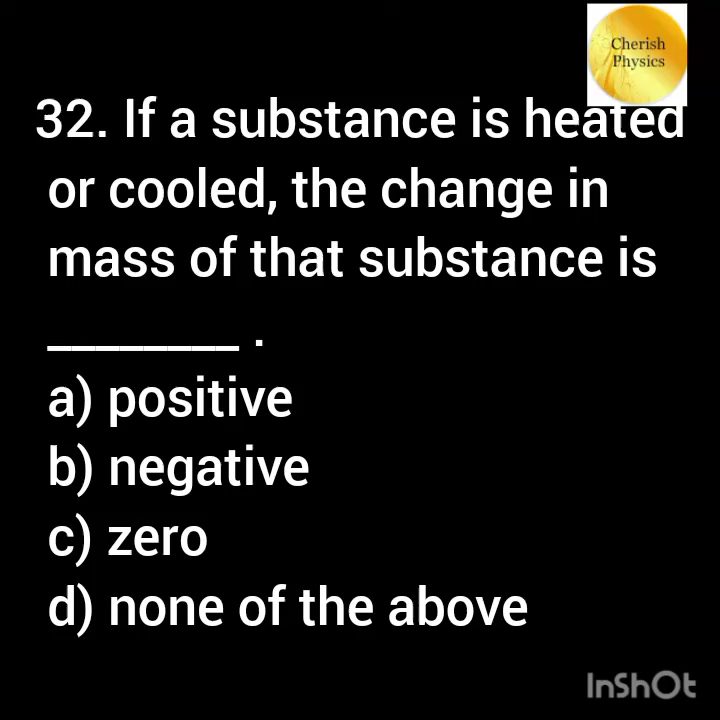 Cherish
Physics
32. If a substance is heated
or cooled, the change in
mass of that substance is
________ .
a) positive
b) negative
c) zero
d) none of the above
InShOt